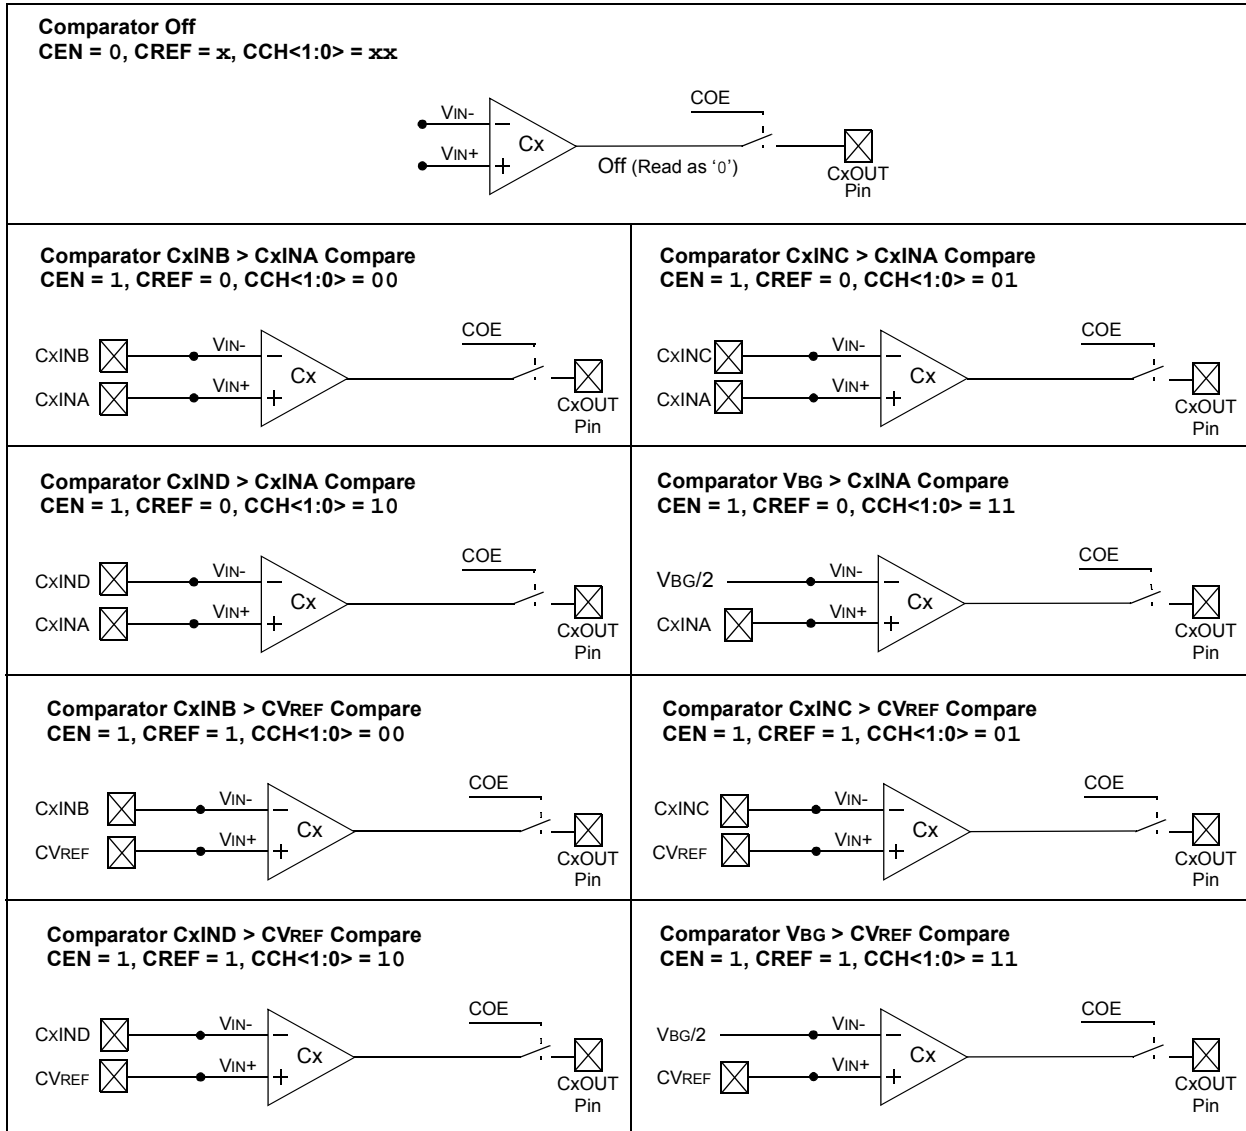 Comparator Off
CEN = 0, CREF = x, CCH<1:0> = xx
COE
VIN-
–
Cx
VIN+
+
Off (Read as ‘0’)
CxOUT
Pin
Comparator CxINB > CxINA Compare
CEN = 1, CREF = 0, CCH<1:0> = 00
COE
CxINB
VIN-
–
Cx
CxINA
VIN+
+
CxOUT
Pin
Comparator CxINC > CxINA Compare
CEN = 1, CREF = 0, CCH<1:0> = 01
COE
CxINC
VIN-
–
Cx
CxINA
VIN+
+
CxOUT
Pin
Comparator CxIND > CxINA Compare
CEN = 1, CREF = 0, CCH<1:0> = 10
COE
CxIND
VIN-
–
Cx
CxINA
VIN+
+
CxOUT
Pin
Comparator VBG > CxINA Compare
CEN = 1, CREF = 0, CCH<1:0> = 11
COE
VBG/2
VIN-
–
Cx
CxINA
VIN+
+
CxOUT
Pin
Comparator CxINB > CVREF Compare
CEN = 1, CREF = 1, CCH<1:0> = 00
COE
CxINB
VIN-
–
Cx
CVREF
VIN+
+
CxOUT
Pin
Comparator CxINC > CVREF Compare
CEN = 1, CREF = 1, CCH<1:0> = 01
COE
CxINC
VIN-
–
Cx
CVREF
VIN+
+
CxOUT
Pin
Comparator CxIND > CVREF Compare
CEN = 1, CREF = 1, CCH<1:0> = 10
COE
CxIND
VIN-
–
Cx
CVREF
VIN+
+
CxOUT
Pin
Comparator VBG > CVREF Compare
CEN = 1, CREF = 1, CCH<1:0> = 11
COE
VBG/2
VIN-
–
Cx
CVREF
VIN+
+
CxOUT
Pin